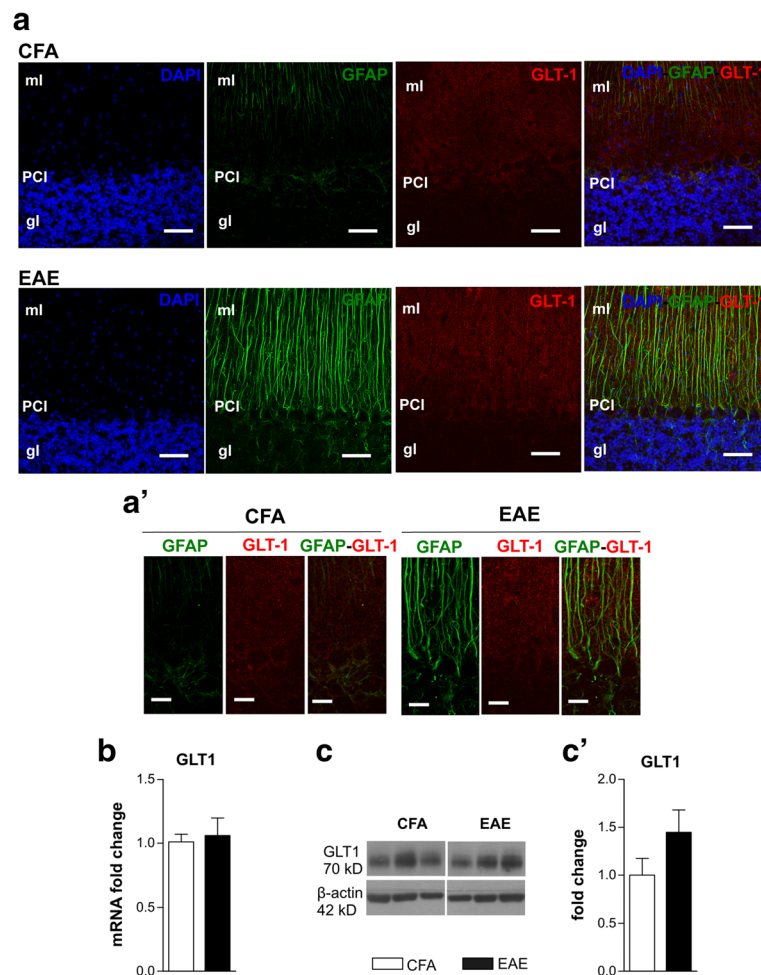 a
CFA
DAPI GFAP GLT-1 DAPI-GFAP-GLT-1
ml ml ml ml
PCl PCl PCl
gl gl gl gl
EAE
DAPI GFAP GLT-1 DAPI-GFAP-GLT-1
ml ml ml ml
PCl PCl PCl
gl gl gl gl
a’
CFA EAE
GFAP GLT-1 GFAP-GLT-1 GFAP GLT-1 GFAP-GLT-1
b
GLT1
mRNA fold change
1.5
1.0
0.5
0.0
c
CFA EAE
GLT1
70 kD
β-actin
42 kD
CFA EAE
c’
GLT1
fold change
2.0
1.5
1.0
0.5
0.0